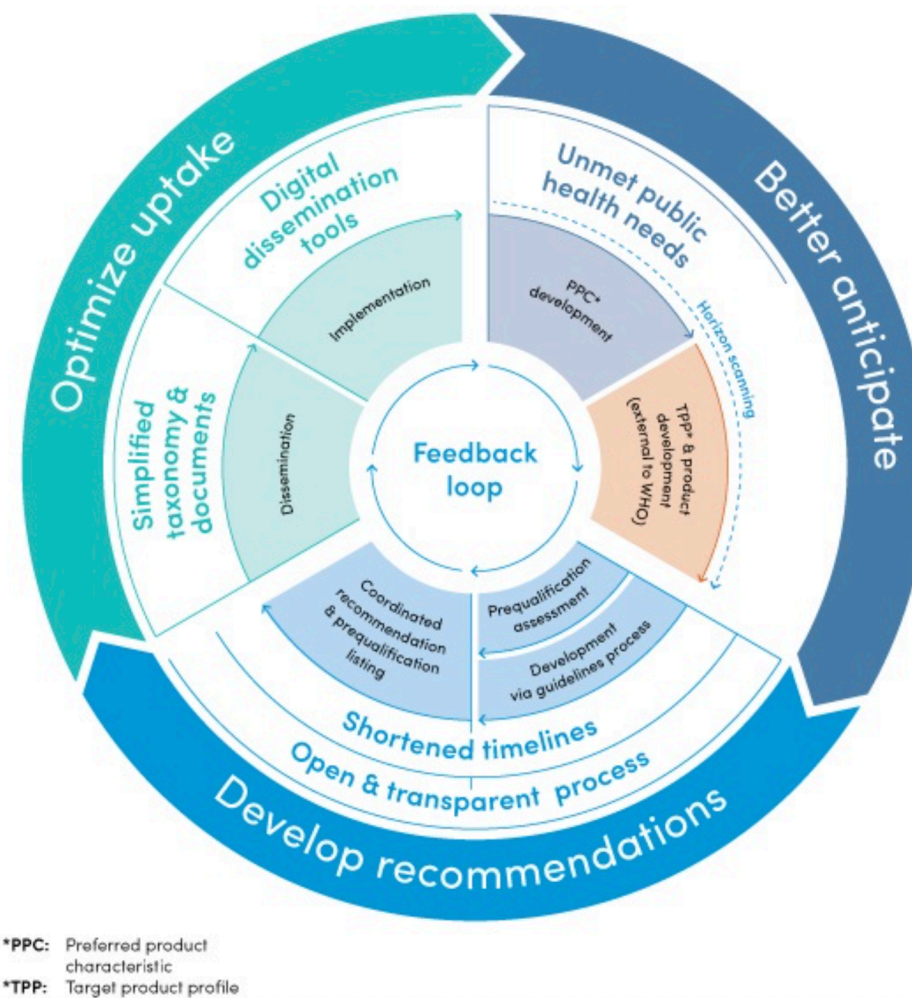 Optimize uptake
Better anticipate
Develop recommendations
Digital
dissemination
tools
Unmet public
health needs
Implementation
PPC*
development
Horizon scanning
Simplified
taxonomy &
documents
Dissemination
Feedback
loop
TPP* & product
development
(external to WHO)
Coordinated
recommendation
& prequalification
listing
Prequalification
assessment
Development
via guidelines process
Shortened timelines
Open & transparent process
*PPC: Preferred product
characteristic
*TPP: Target product profile